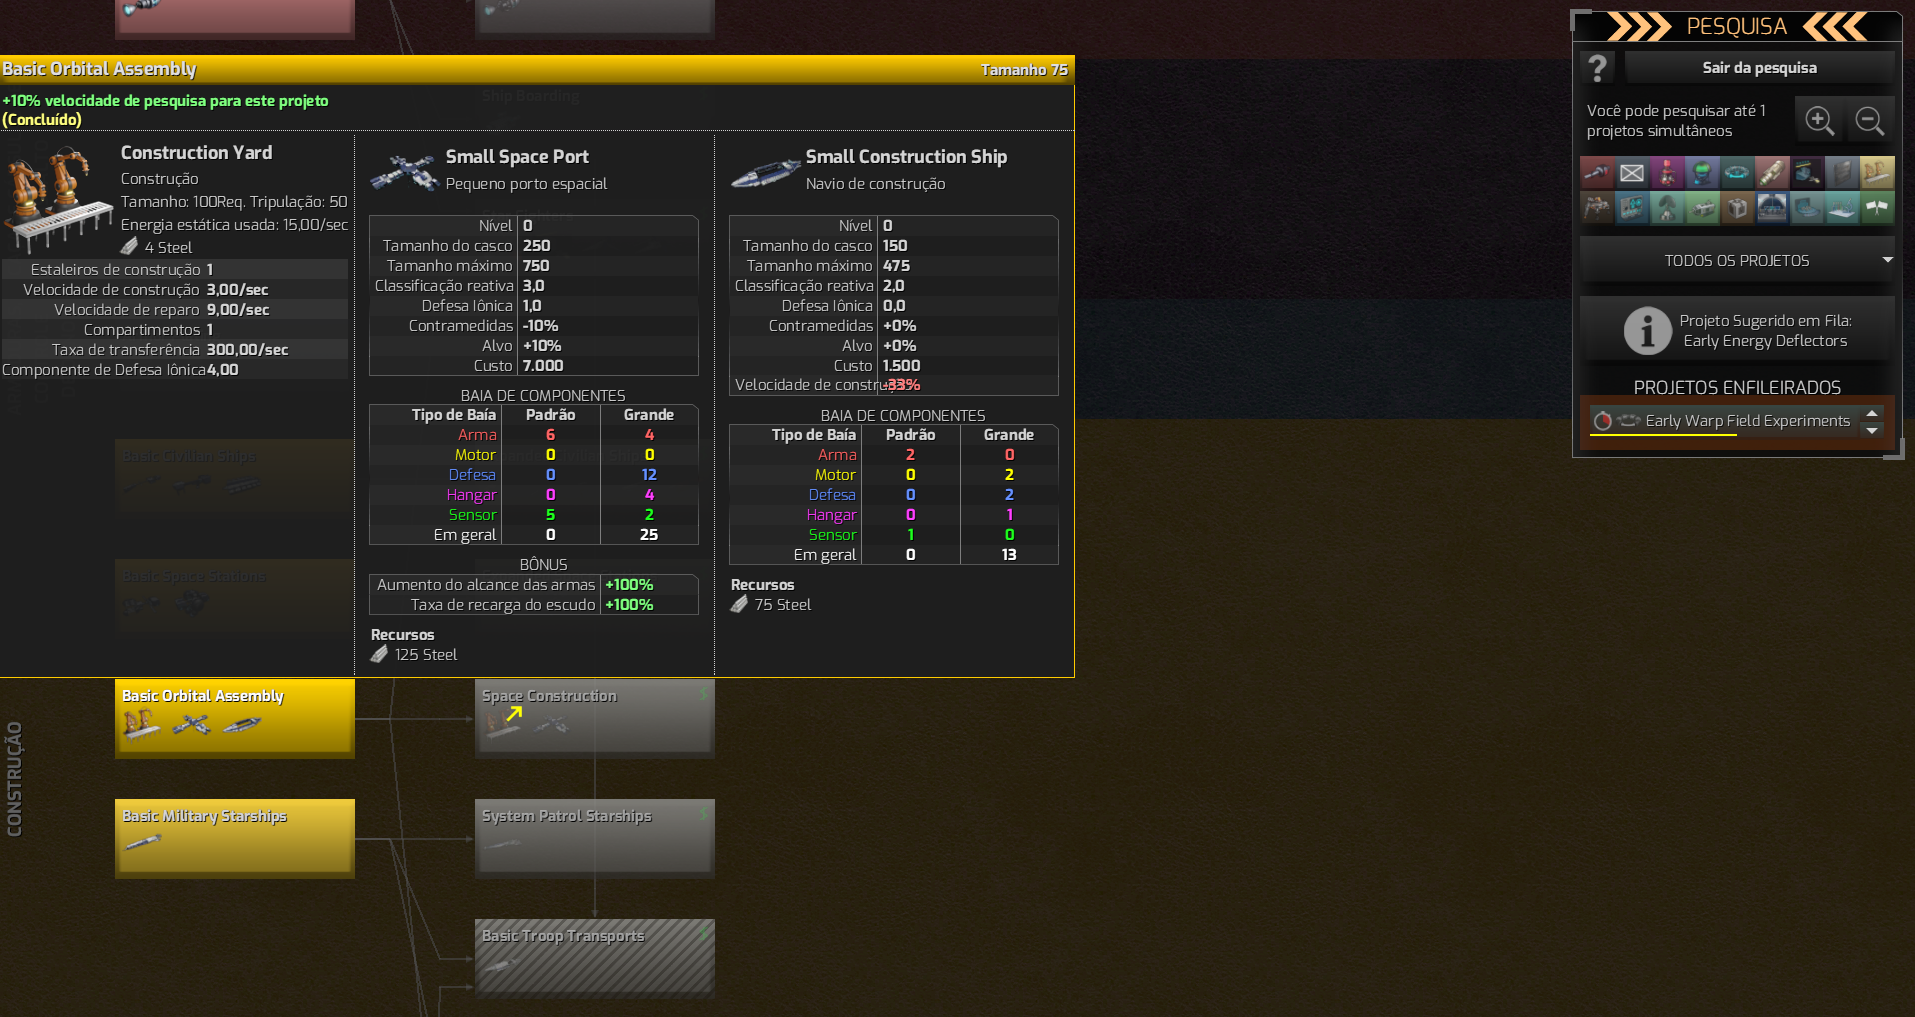 Basic Orbital Assembly
Tamanho 75
+10% velocidade de pesquisa para este projeto
(Concluído)
Ship Boarding
Construction Yard
Construção
Tamanho: 100Req. Tripulação: 50
Energia estática usada: 15,00/sec
4 Steel
Estaleiros de construção 1
Velocidade de construção 3,00/sec
Velocidade de reparo 9,00/sec
Compartimentos 1
Taxa de transferência 300,00/sec
Componente de Defesa Iônica4,00
Basic Civilian Ships
Basic Space Stations
Small Space Port
Pequeno porto espacial
Nível 0
Tamanho do casco 250
Tamanho máximo 750
Classificação reativa 3,0
Defesa Iônica 1,0
Contramedidas -10%
Alvo +10%
Custo 7.000
BAIA DE COMPONENTES
Tipo de Baía Padrão Grande
Arma 6 4
Motor 0 0
Defesa 0 12
Hangar 0 4
Sensor 5 2
Em geral 0 25
BÔNUS
Aumento do alcance das armas +100%
Taxa de recarga do escudo +100%
Recursos
125 Steel
Small Construction Ship
Navio de construção
Nível 0
Tamanho do casco 150
Tamanho máximo 475
Classificação reativa 2,0
Defesa Iônica 0,0
Contramedidas +0%
Alvo +0%
Custo 1.500
Velocidade de construção -33%
BAIA DE COMPONENTES
Tipo de Baía Padrão Grande
Arma 2 0
Motor 0 2
Defesa 0 2
Hangar 0 1
Sensor 1 0
Em geral 0 13
Recursos
75 Steel
CONSTRUÇÃO
Basic Orbital Assembly
Space Construction $
Basic Military Starships
System Patrol Starships $
Basic Troop Transports $
PESQUISA
? Sair da pesquisa
Você pode pesquisar até 1
projetos simultâneos
TODOS OS PROJETOS
Projeto Sugerido em Fila:
Early Energy Deflectors
PROJETOS ENFILEIRADOS
Early Warp Field Experiments